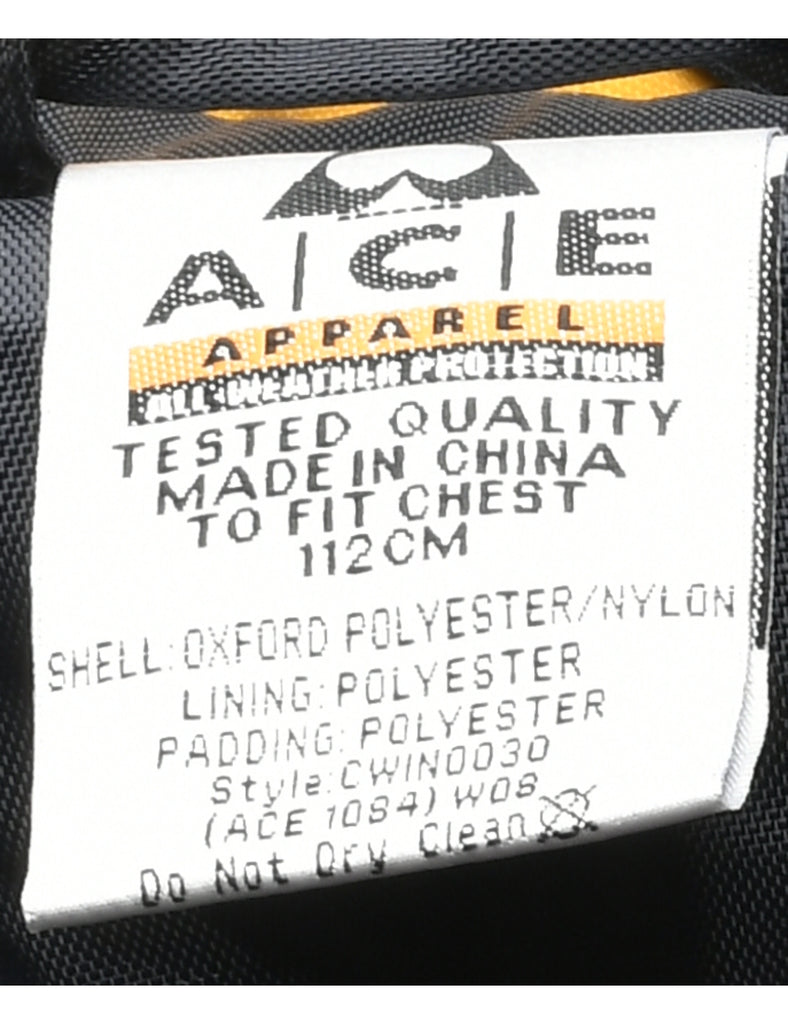 A|C|E
APPAREL
ALL-WEATHER PROTECTION
TESTED QUALITY
MADE IN CHINA
TO FIT CHEST
112CM
SHELL:OXFORD POLYESTER/NYLON
LINING:POLYESTER
PADDING:POLYESTER
Style:CWIN0030
(ACE 1084) W08
Do Not Dry Clean